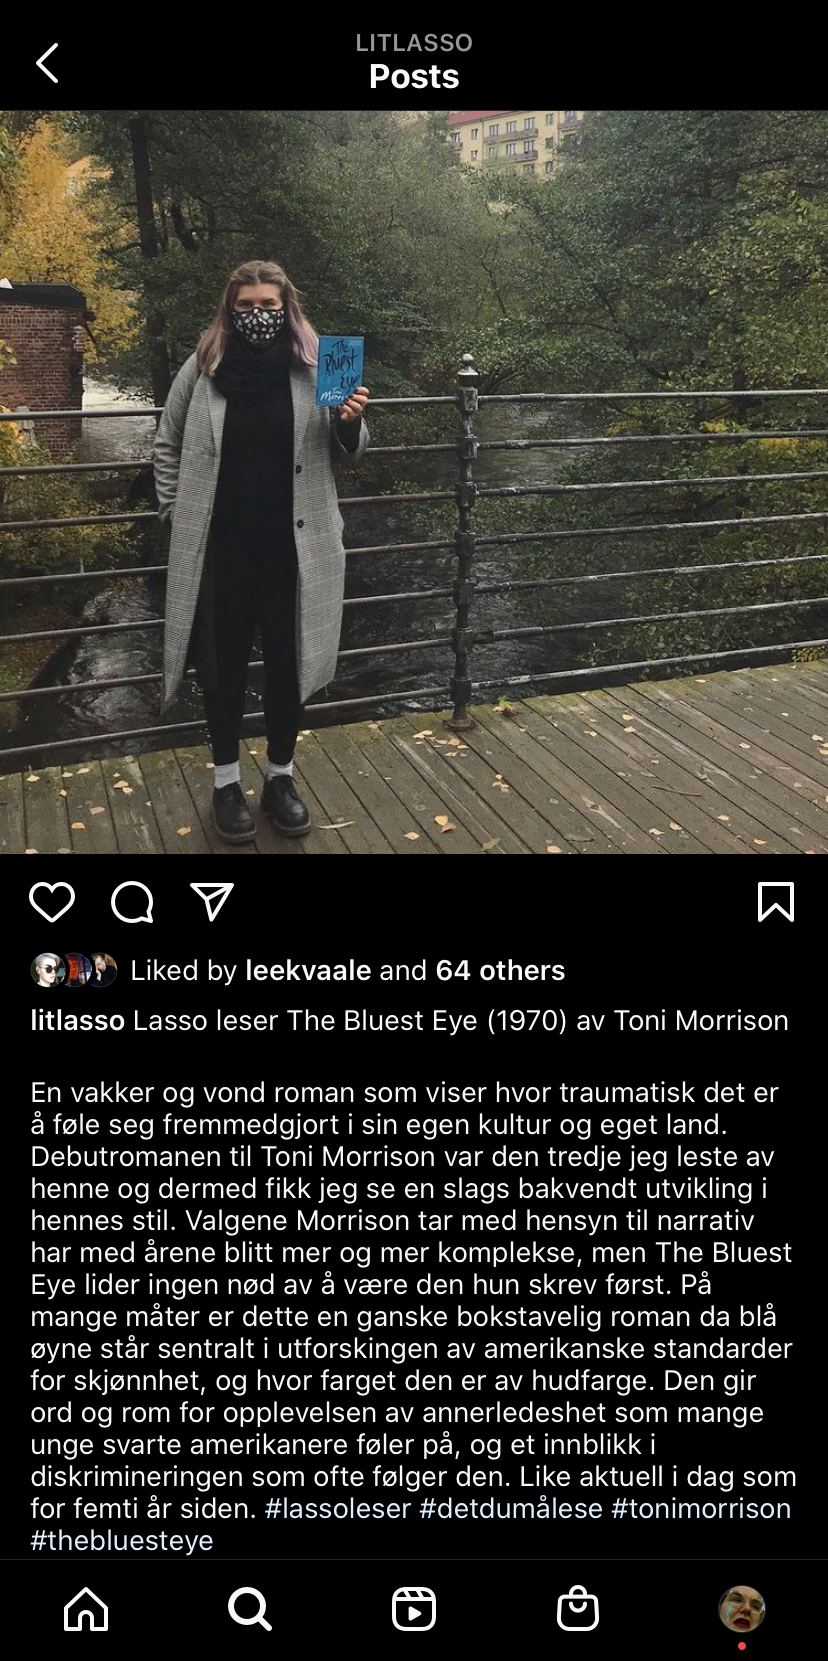 LITLASSO
Posts
The
Bluest
Eye
Toni
Morrison
Liked by leekvaale and 64 others
litlasso Lasso leser The Bluest Eye (1970) av Toni Morrison
En vakker og vond roman som viser hvor traumatisk det er
å føle seg fremmedgjort i sin egen kultur og eget land.
Debutromanen til Toni Morrison var den tredje jeg leste av
henne og dermed fikk jeg se en slags bakvendt utvikling i
hennes stil. Valgene Morrison tar med hensyn til narrativ
har med årene blitt mer og mer komplekse, men The Bluest
Eye lider ingen nød av å være den hun skrev først. På
mange måter er dette en ganske bokstavelig roman da blå
øyne står sentralt i utforskingen av amerikanske standarder
for skjønnhet, og hvor farget den er av hudfarge. Den gir
ord og rom for opplevelsen av annerledeshet som mange
unge svarte amerikanere føler på, og et innblikk i
diskrimineringen som ofte følger den. Like aktuell i dag som
for femti år siden. #lassoleser #detdumålese #tonimorrison
#thebluesteye